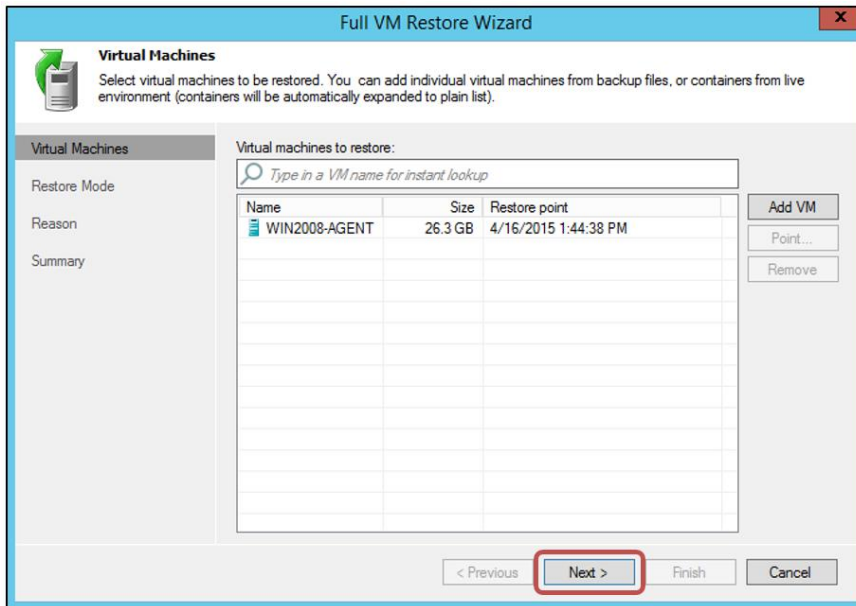 Full VM Restore Wizard
x
Virtual Machines
Select virtual machines to be restored. You can add individual virtual machines from backup files, or containers from live
environment (containers will be automatically expanded to plain list).
Virtual Machines
Restore Mode
Reason
Summary
Virtual machines to restore:
Type in a VM name for instant lookup
Name Size Restore point
WIN2008-AGENT 26.3 GB 4/16/2015 1:44:38 PM
Add VM
Point...
Remove
< Previous Next > Finish Cancel